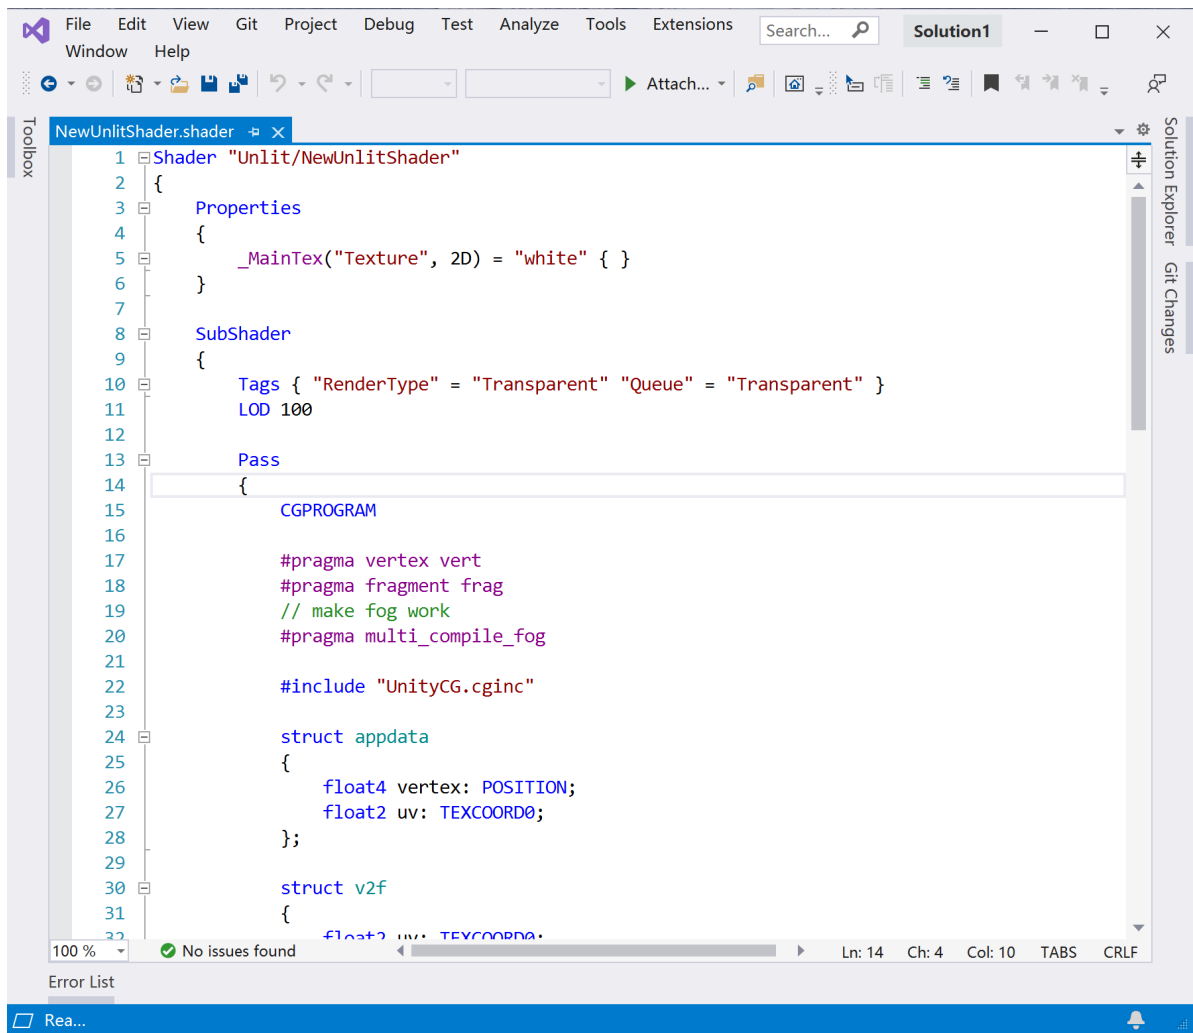 File Edit View Git Project Debug Test Analyze Tools Extensions Search... Solution1
Window Help
Attach...
Toolbox
NewUnlitShader.shader
1 Shader "Unlit/NewUnlitShader"
2 {
3 Properties
4 {
5 _MainTex("Texture", 2D) = "white" { }
6 }
7
8 SubShader
9 {
10 Tags { "RenderType" = "Transparent" "Queue" = "Transparent" }
11 LOD 100
12
13 Pass
14 {
15 CGPROGRAM
16
17 #pragma vertex vert
18 #pragma fragment frag
19 // make fog work
20 #pragma multi_compile_fog
21
22 #include "UnityCG.cginc"
23
24 struct appdata
25 {
26 float4 vertex: POSITION;
27 float2 uv: TEXCOORD0;
28 };
29
30 struct v2f
31 {
32 float2 uv: TEXCOORD0;
Solution Explorer
Git Changes
100 % No issues found Ln: 14 Ch: 4 Col: 10 TABS CRLF
Error List
Rea...